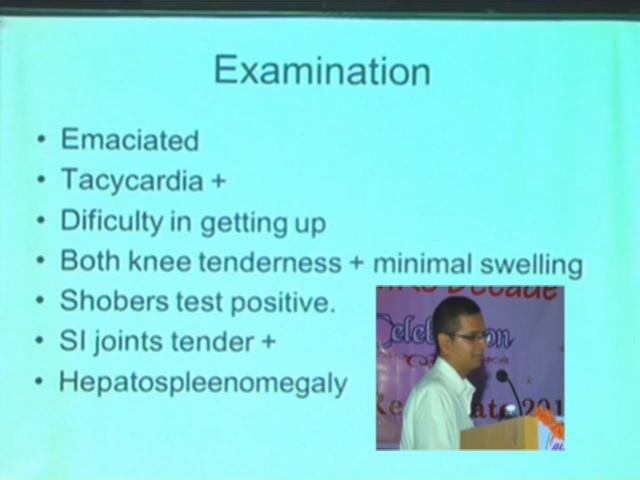 Examination
• Emaciated
• Tacycardia +
• Dificulty in getting up
• Both knee tenderness + minimal swelling
• Shobers test positive.
• SI joints tender +
• Hepatospleenomegaly
Decade